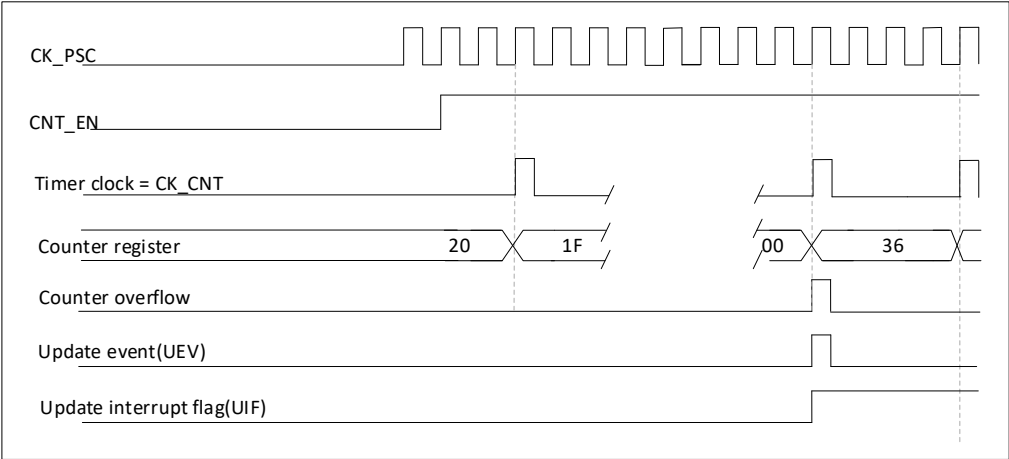 CK_PSC
CNT_EN
Timer clock = CK_CNT
Counter register 20 1F 00 36
Counter overflow
Update event(UEV)
Update interrupt flag(UIF)